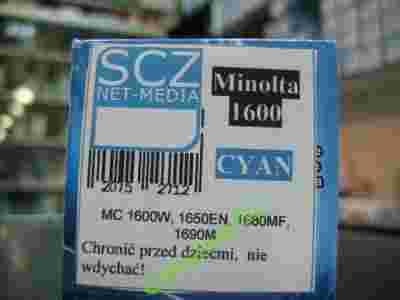 SCZ
NET-MEDIA
Minolta
1600
CYAN
2015 2712
MC 1600W, 1650EN, 1680MF,
1690M
Chronić przed dziećmi, nie
wdychać!